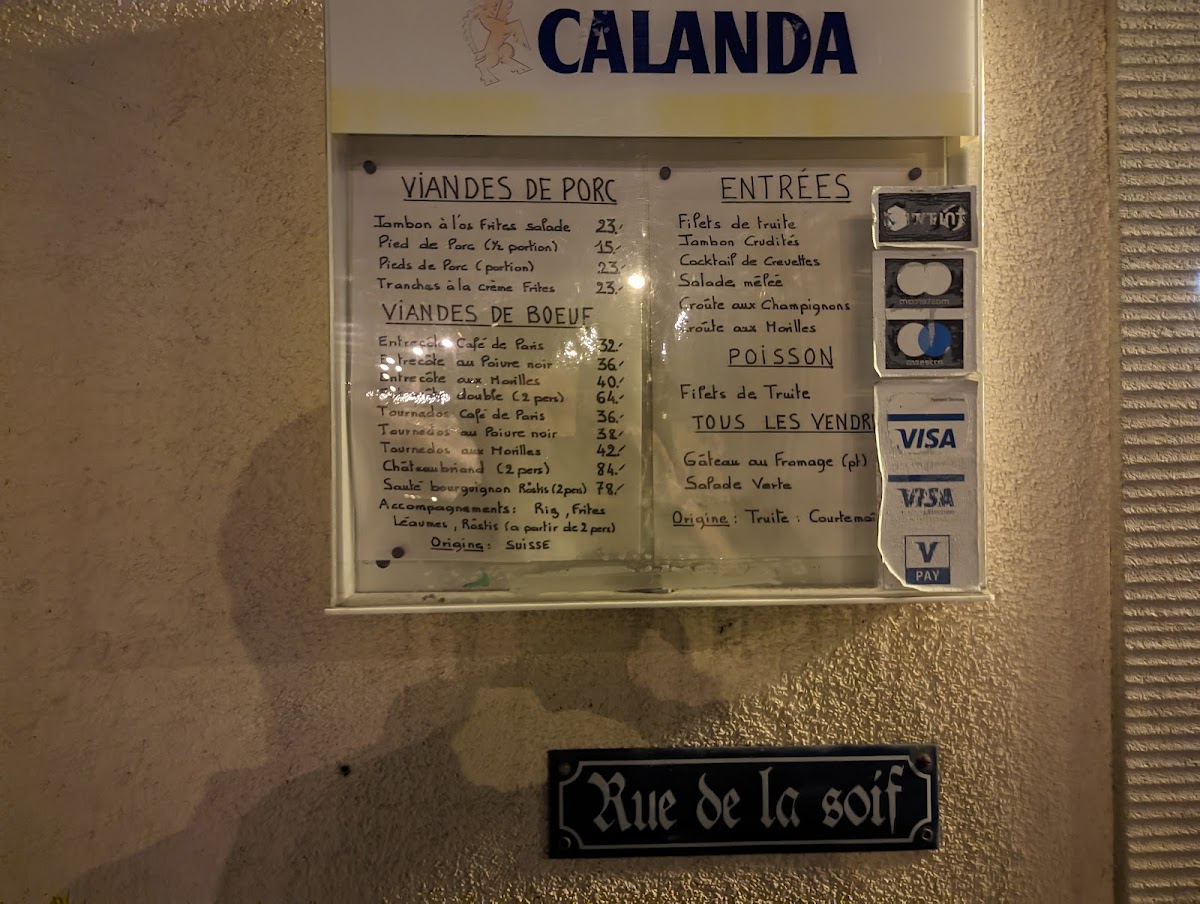 CALANDA
VIANDES DE PORC
Jambon à l'os Frites salade 23.-
Pied de Porc (½ portion) 15.-
Pieds de Porc (portion) 23.-
Tranches à la crème Frites 23.-
VIANDES DE BOEUF
Entrecôte Café de Paris 32.-
Entrecôte au Poivre noir 36.-
Entrecôte aux Morilles 40.-
double (2 pers) 64.-
Tournedos Café de Paris 36.-
Tournedos au Poivre noir 38.-
Tournedos aux Morilles 42.-
Châteaubriand (2 pers) 84.-
Sauté bourguignon Röstis (2 pers) 78.-
Accompagnements: Riz, Frites
Léaumes, Röstis (a partir de 2 pers)
Origine: SUISSE
ENTRÉES
Filets de truite
Jambon Crudités
Cocktail de Crevettes
Salade mêlée
Croûte aux Champignons
Croûte aux Morilles
POISSON
Filets de Truite
TOUS LES VENDR
Gâteau au Fromage (pt)
Salade Verte
Origine: Truite: Courtema
maestro
VISA
VISA
V
PAY
Rue de la soif